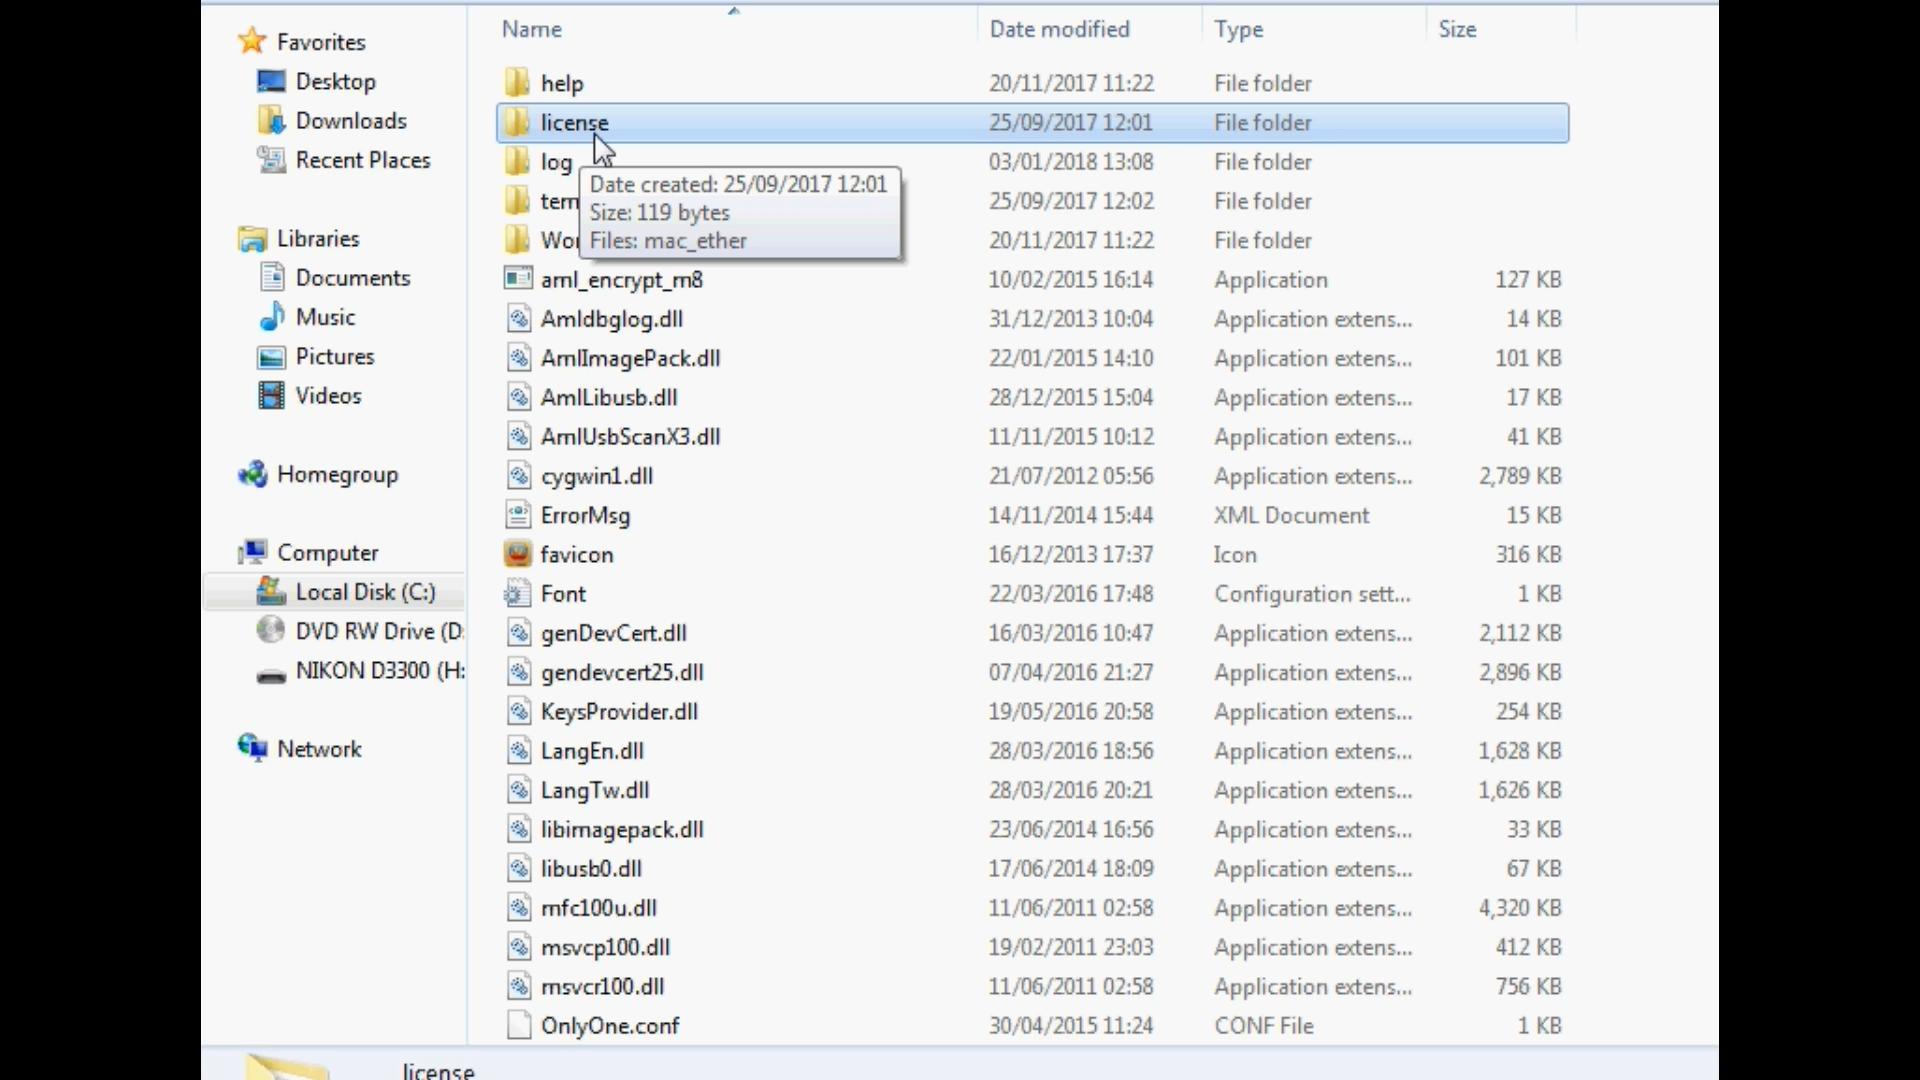 Favorites
Desktop
Downloads
Recent Places
Libraries
Documents
Music
Pictures
Videos
Homegroup
Computer
Local Disk (C:)
DVD RW Drive (D:
NIKON D3300 (H:
Network
Name Date modified Type Size
help 20/11/2017 11:22 File folder
license 25/09/2017 12:01 File folder
log 03/01/2018 13:08 File folder
25/09/2017 12:02 File folder
20/11/2017 11:22 File folder
Date created: 25/09/2017 12:01
Size: 119 bytes
Files: mac_ether
aml_encrypt_m8 10/02/2015 16:14 Application 127 KB
Amldbglog.dll 31/12/2013 10:04 Application extens... 14 KB
AmlImagePack.dll 22/01/2015 14:10 Application extens... 101 KB
AmlLibusb.dll 28/12/2015 15:04 Application extens... 17 KB
AmlUsbScanX3.dll 11/11/2015 10:12 Application extens... 41 KB
cygwin1.dll 21/07/2012 05:56 Application extens... 2,789 KB
ErrorMsg 14/11/2014 15:44 XML Document 15 KB
favicon 16/12/2013 17:37 Icon 316 KB
Font 22/03/2016 17:48 Configuration sett... 1 KB
genDevCert.dll 16/03/2016 10:47 Application extens... 2,112 KB
gendevcert25.dll 07/04/2016 21:27 Application extens... 2,896 KB
KeysProvider.dll 19/05/2016 20:58 Application extens... 254 KB
LangEn.dll 28/03/2016 18:56 Application extens... 1,628 KB
LangTw.dll 28/03/2016 20:21 Application extens... 1,626 KB
libimagepack.dll 23/06/2014 16:56 Application extens... 33 KB
libusb0.dll 17/06/2014 18:09 Application extens... 67 KB
mfc100u.dll 11/06/2011 02:58 Application extens... 4,320 KB
msvcp100.dll 19/02/2011 23:03 Application extens... 412 KB
msvcr100.dll 11/06/2011 02:58 Application extens... 756 KB
OnlyOne.conf 30/04/2015 11:24 CONF File 1 KB
license